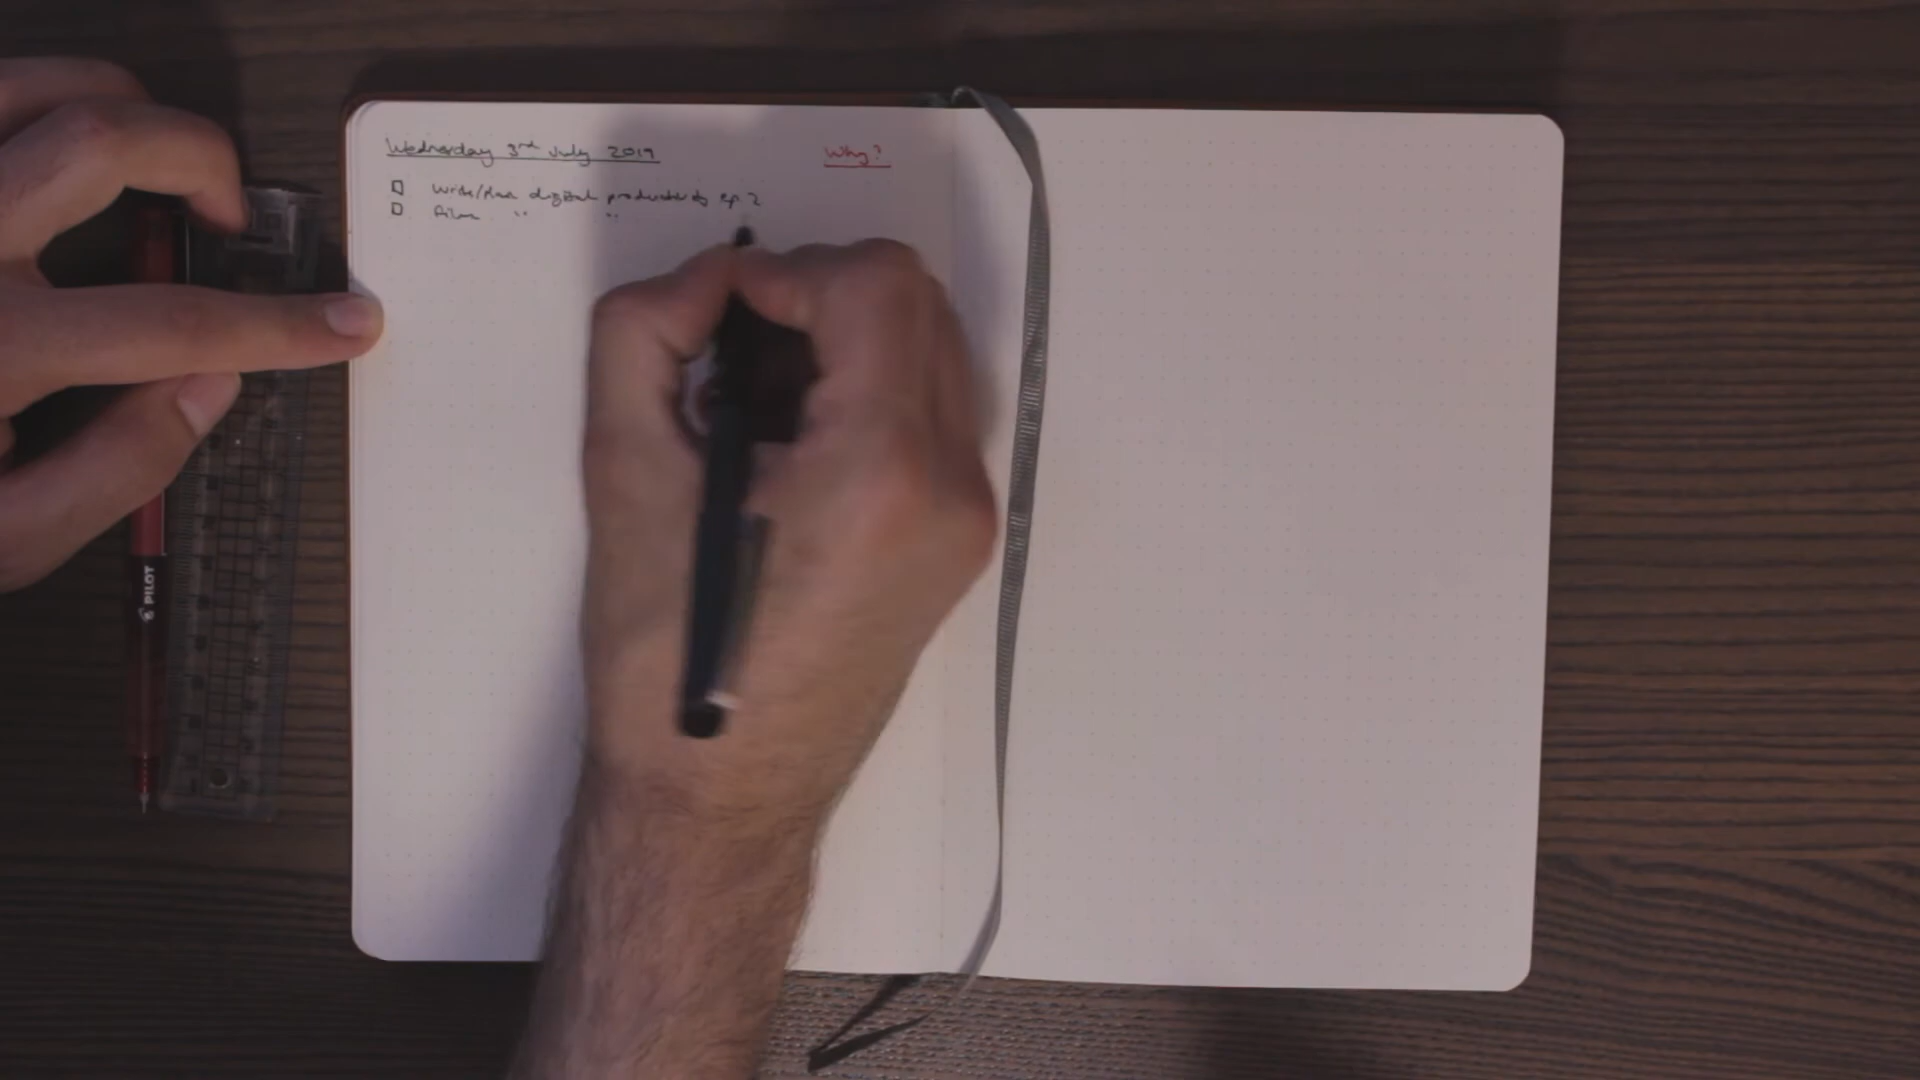 Wednesday 3rd July 2019
Why?
Write/plan digital productivity ep 2
Film " "
PILOT